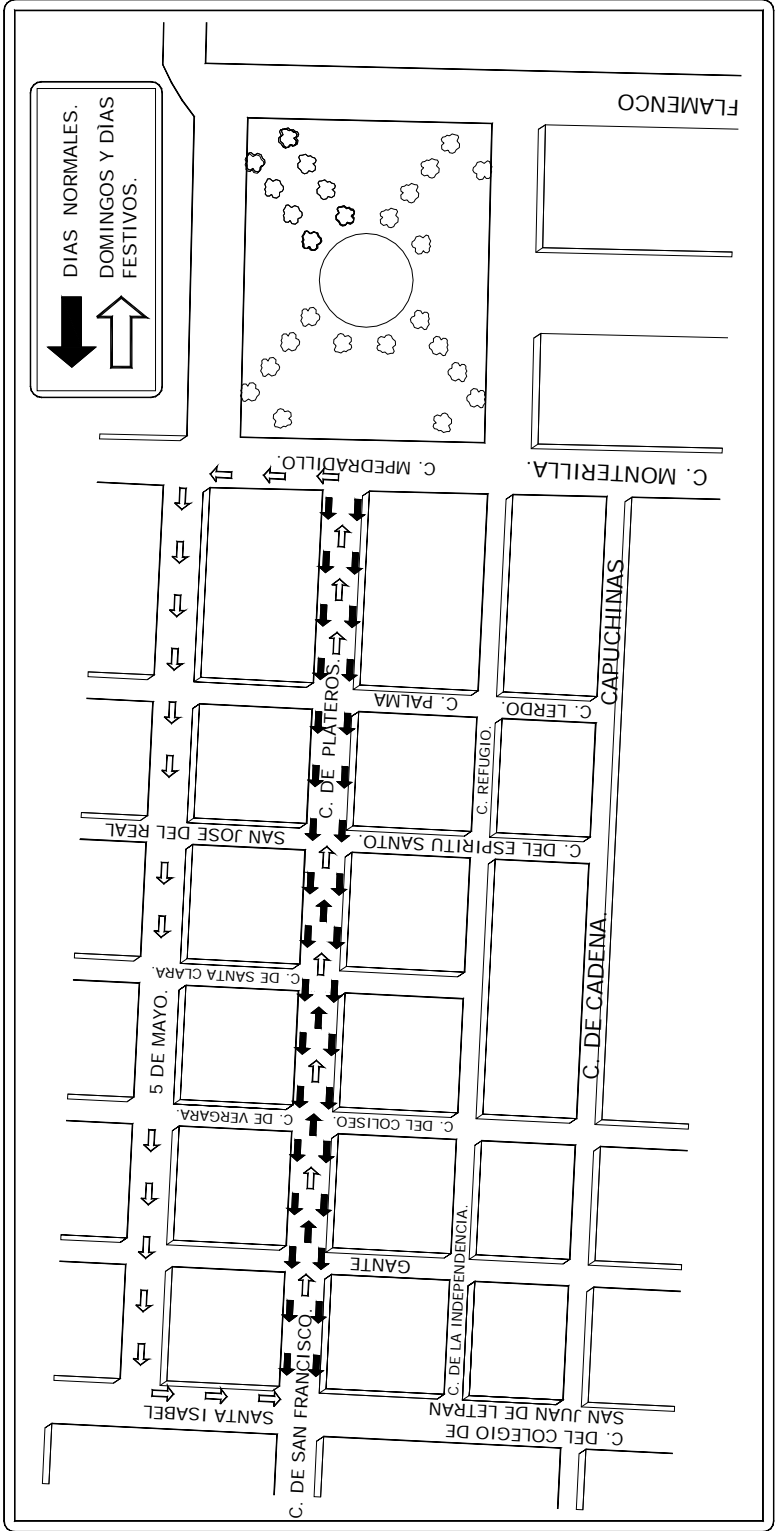 DIAS NORMALES.
DOMINGOS Y DÌAS
FESTIVOS.
FLAMENCO
C. MPEDRADILLO.
C. MONTERILLA.
CAPUCHINAS
C. DE PLATEROS.
C. PALMA
C. LERDO.
C. REFUGIO.
SAN JOSE DEL REAL
C. DEL ESPIRITU SANTO.
C. DE SANTA CLARA.
C. DE CADENA.
5 DE MAYO.
C. DE VERGARA.
C. DEL COLISEO.
GANTE
C. DE LA INDEPENDENCIA.
C. DE SAN FRANCISCO.
SANTA ISABEL
C. DEL COLEGIO DE
SAN JUAN DE LETRAN